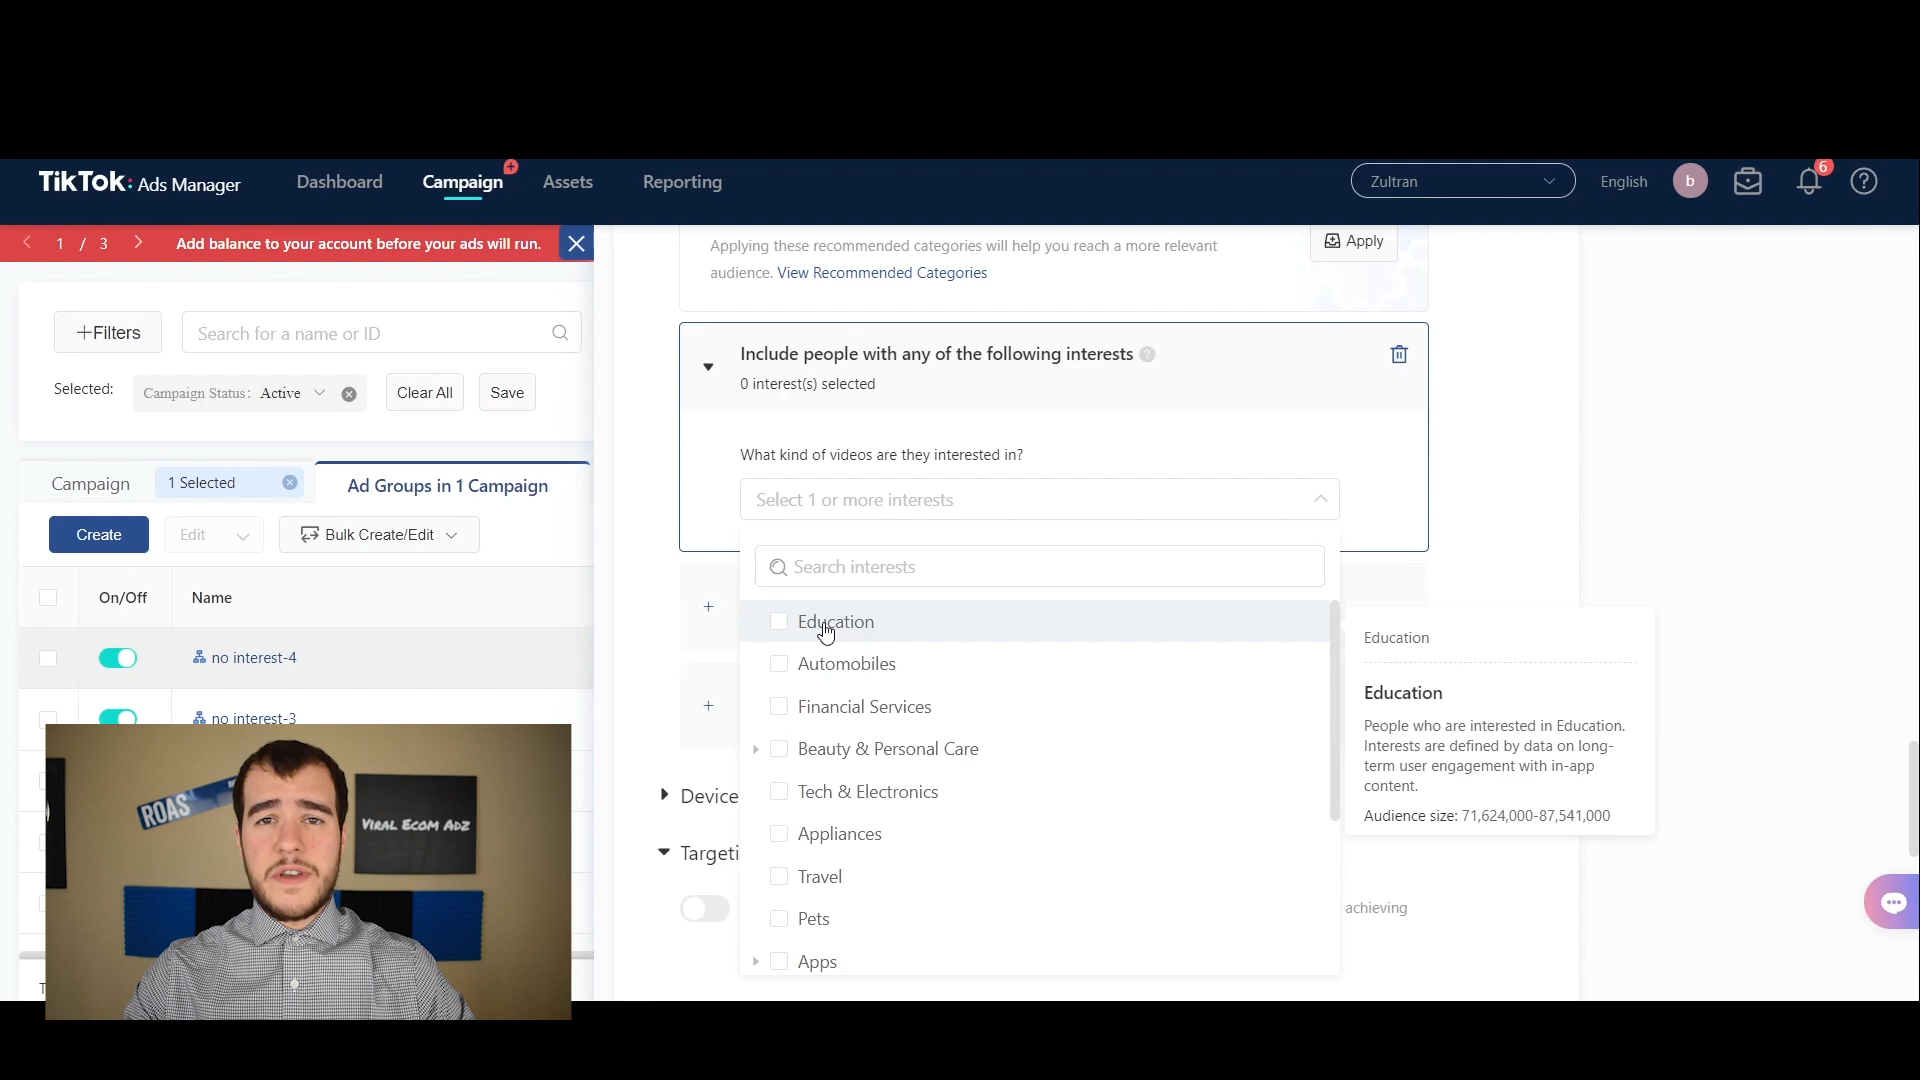 TikTok: Ads Manager
Dashboard
Campaign
Assets
Reporting
Zultran
English
b
6
1 / 3
Add balance to your account before your ads will run.
Applying these recommended categories will help you reach a more relevant
audience. View Recommended Categories
Apply
+Filters
Search for a name or ID
Selected:
Campaign Status: Active
Clear All
Save
Include people with any of the following interests
0 interest(s) selected
What kind of videos are they interested in?
Select 1 or more interests
Search interests
Campaign
1 Selected
Ad Groups in 1 Campaign
Create
Edit
Bulk Create/Edit
On/Off
Name
no interest-4
no interest-3
Education
Automobiles
Financial Services
Beauty & Personal Care
Tech & Electronics
Appliances
Travel
Pets
Apps
Education
Education
People who are interested in Education.
Interests are defined by data on long-
term user engagement with in-app
content.
Audience size: 71,624,000-87,541,000
Device
Targeti
achieving
ROAS
VIRAL ECOM ADZ